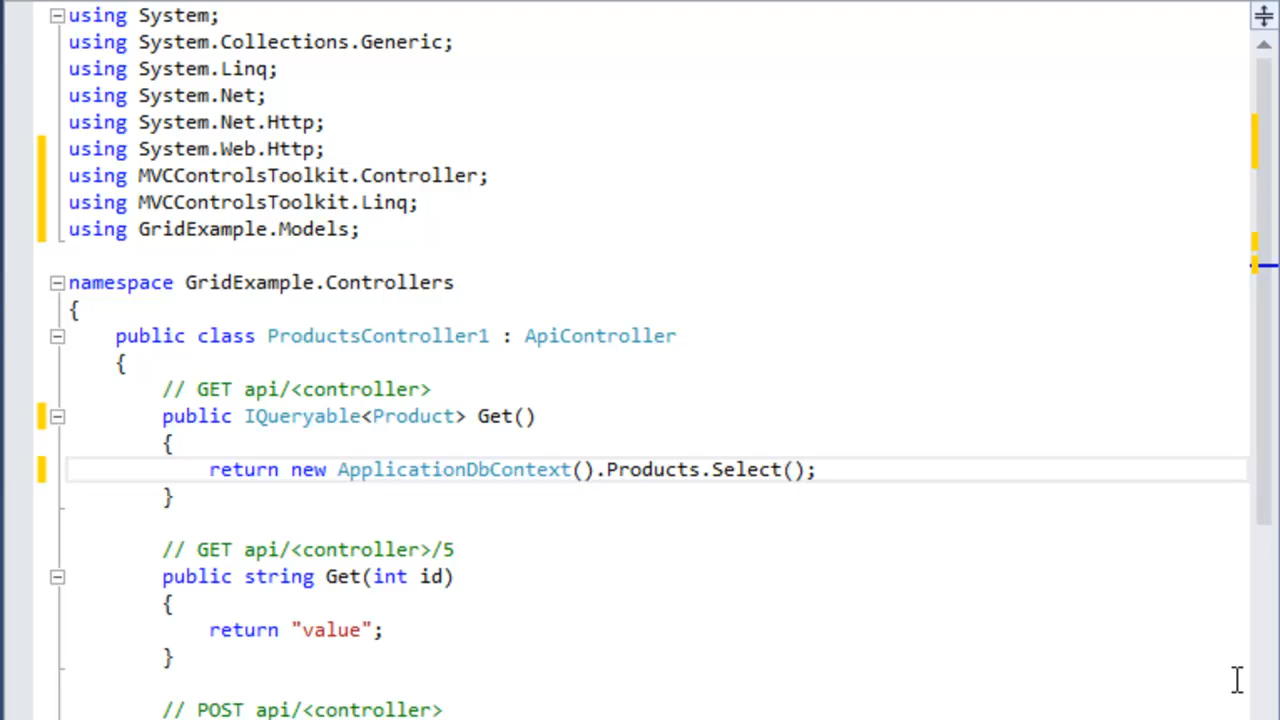 using System;
using System.Collections.Generic;
using System.Linq;
using System.Net;
using System.Net.Http;
using System.Web.Http;
using MVCControlsToolkit.Controller;
using MVCControlsToolkit.Linq;
using GridExample.Models;
namespace GridExample.Controllers
{
public class ProductsController1 : ApiController
{
// GET api/<controller>
public IQueryable<Product> Get()
{
return new ApplicationDbContext().Products.Select();
}
// GET api/<controller>/5
public string Get(int id)
{
return "value";
}
// POST api/<controller>